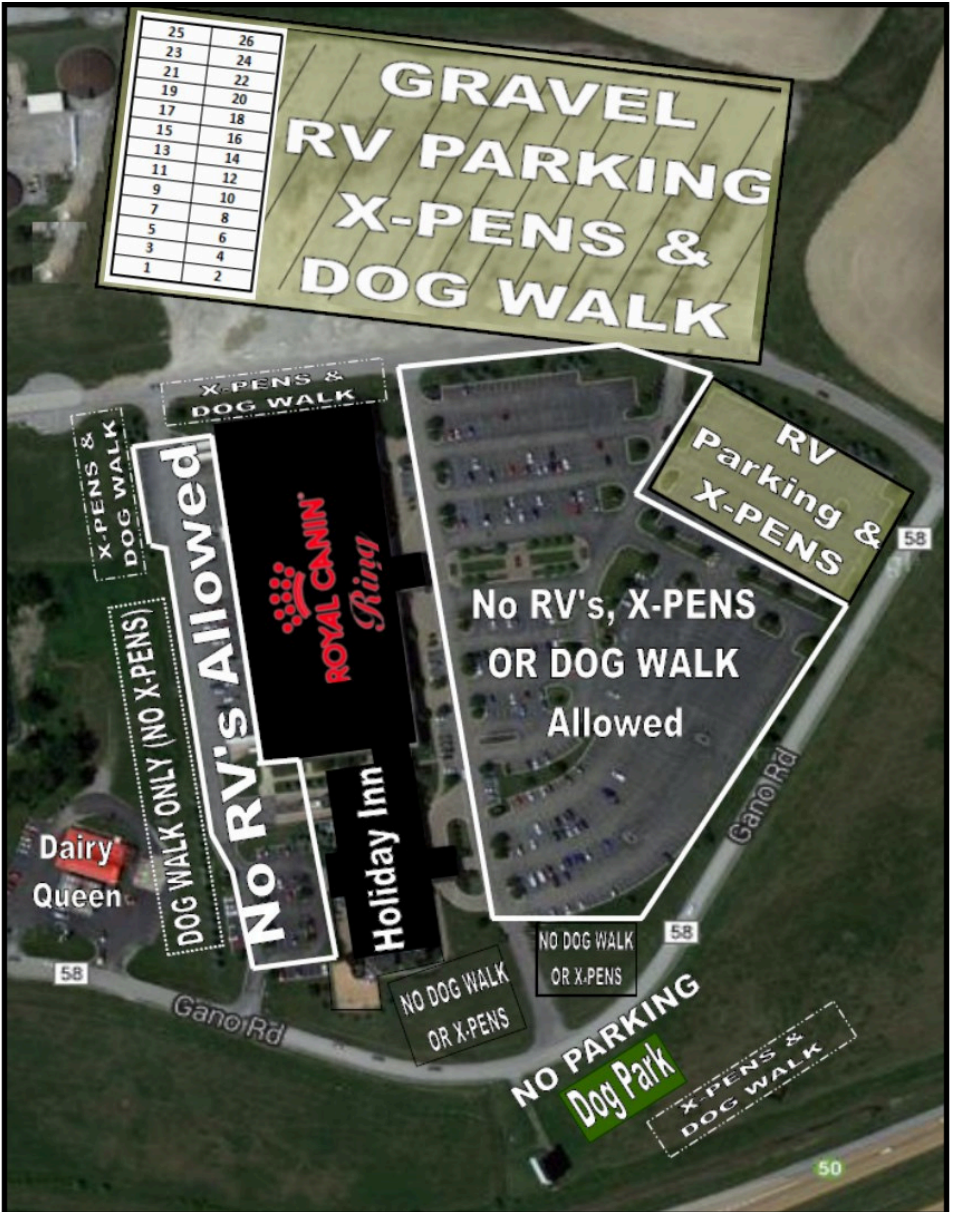 25 26
23 24
21 22
19 20
17 18
15 16
13 14
11 12
9 10
7 8
5 6
3 4
1 2
GRAVEL
RV PARKING
X-PENS &
DOG WALK
X-PENS &
DOG WALK
X-PENS &
DOG WALK
No RV's Allowed
ROYAL CANIN®
Ring
RV
Parking &
X-PENS
58
No RV's, X-PENS
OR DOG WALK
Allowed
DOG WALK ONLY (NO X-PENS)
Gano Rd
Dairy
Queen
Holiday Inn
58
58
NO DOG WALK
OR X-PENS
NO DOG WALK
OR X-PENS
Gano Rd
NO PARKING
Dog Park
X-PENS &
DOG WALK
50